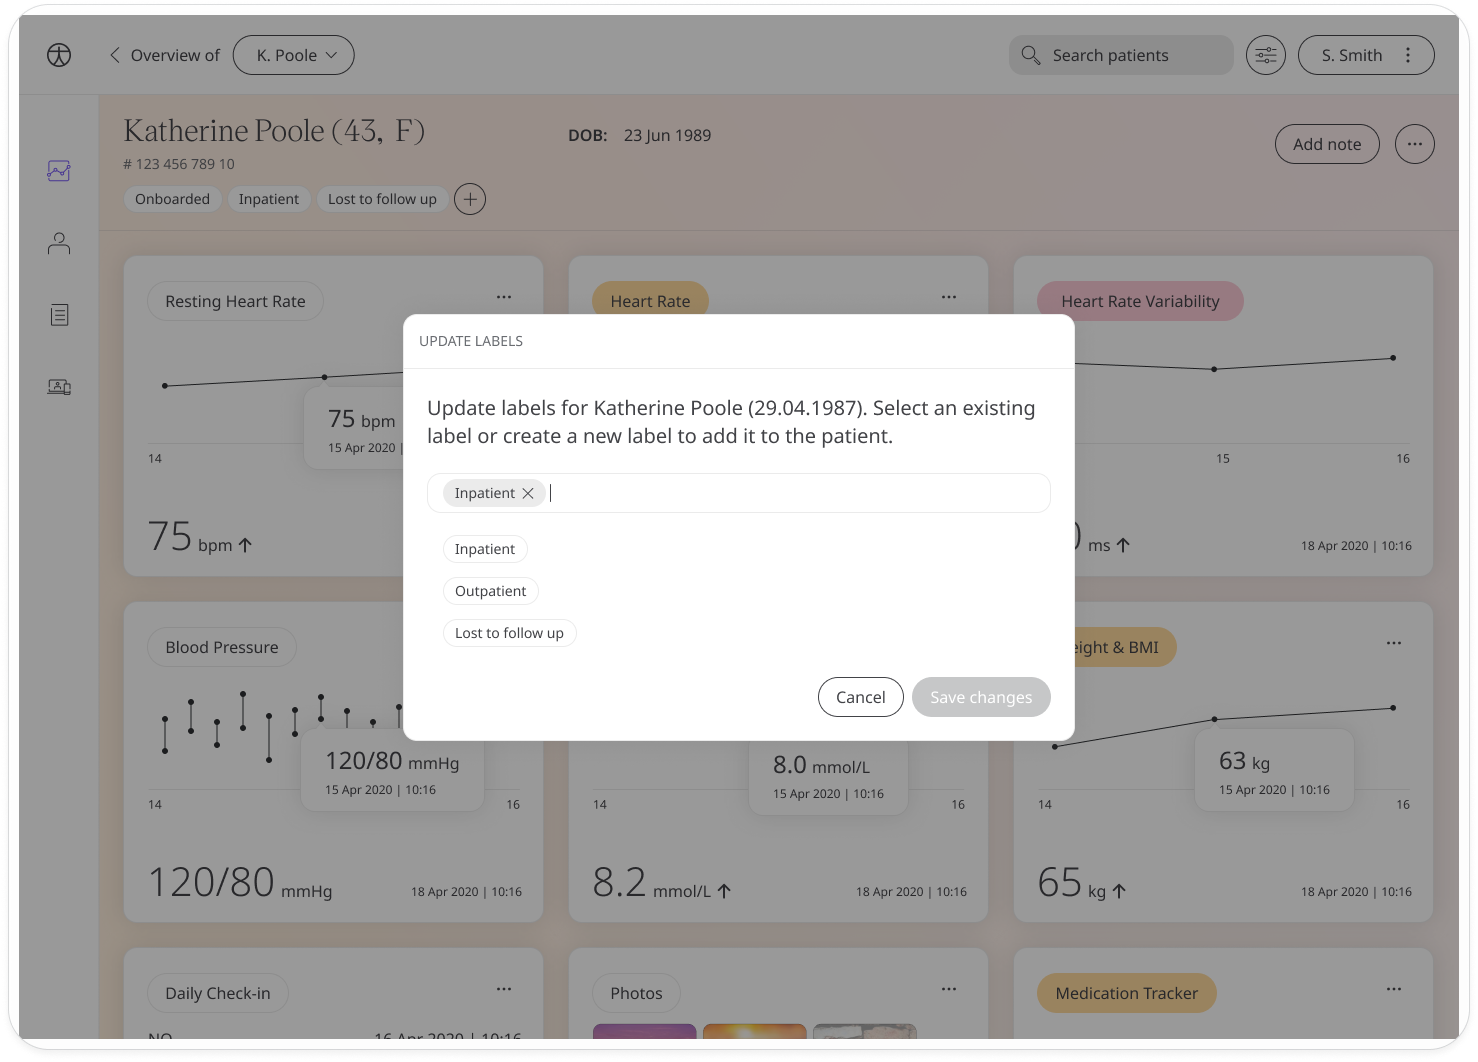 Overview of
K. Poole
Search patients
S. Smith
Katherine Poole (43, F)
DOB: 23 Jun 1989
Add note
# 123 456 789 10
Onboarded
Inpatient
Lost to follow up
Resting Heart Rate
Heart Rate
Heart Rate Variability
75 bpm
15 Apr 2020 |
14
75 bpm
15
16
ms
18 Apr 2020 | 10:16
UPDATE LABELS
Update labels for Katherine Poole (29.04.1987). Select an existing
label or create a new label to add it to the patient.
Inpatient
Inpatient
Outpatient
Lost to follow up
Cancel
Save changes
Blood Pressure
120/80 mmHg
15 Apr 2020 | 10:16
14
16
120/80 mmHg
18 Apr 2020 | 10:16
8.0 mmol/L
15 Apr 2020 | 10:16
14
16
8.2 mmol/L
18 Apr 2020 | 10:16
eight & BMI
63 kg
15 Apr 2020 | 10:16
14
16
65 kg
18 Apr 2020 | 10:16
Daily Check-in
NO
16 Apr 2020 | 10:16
Photos
Medication Tracker